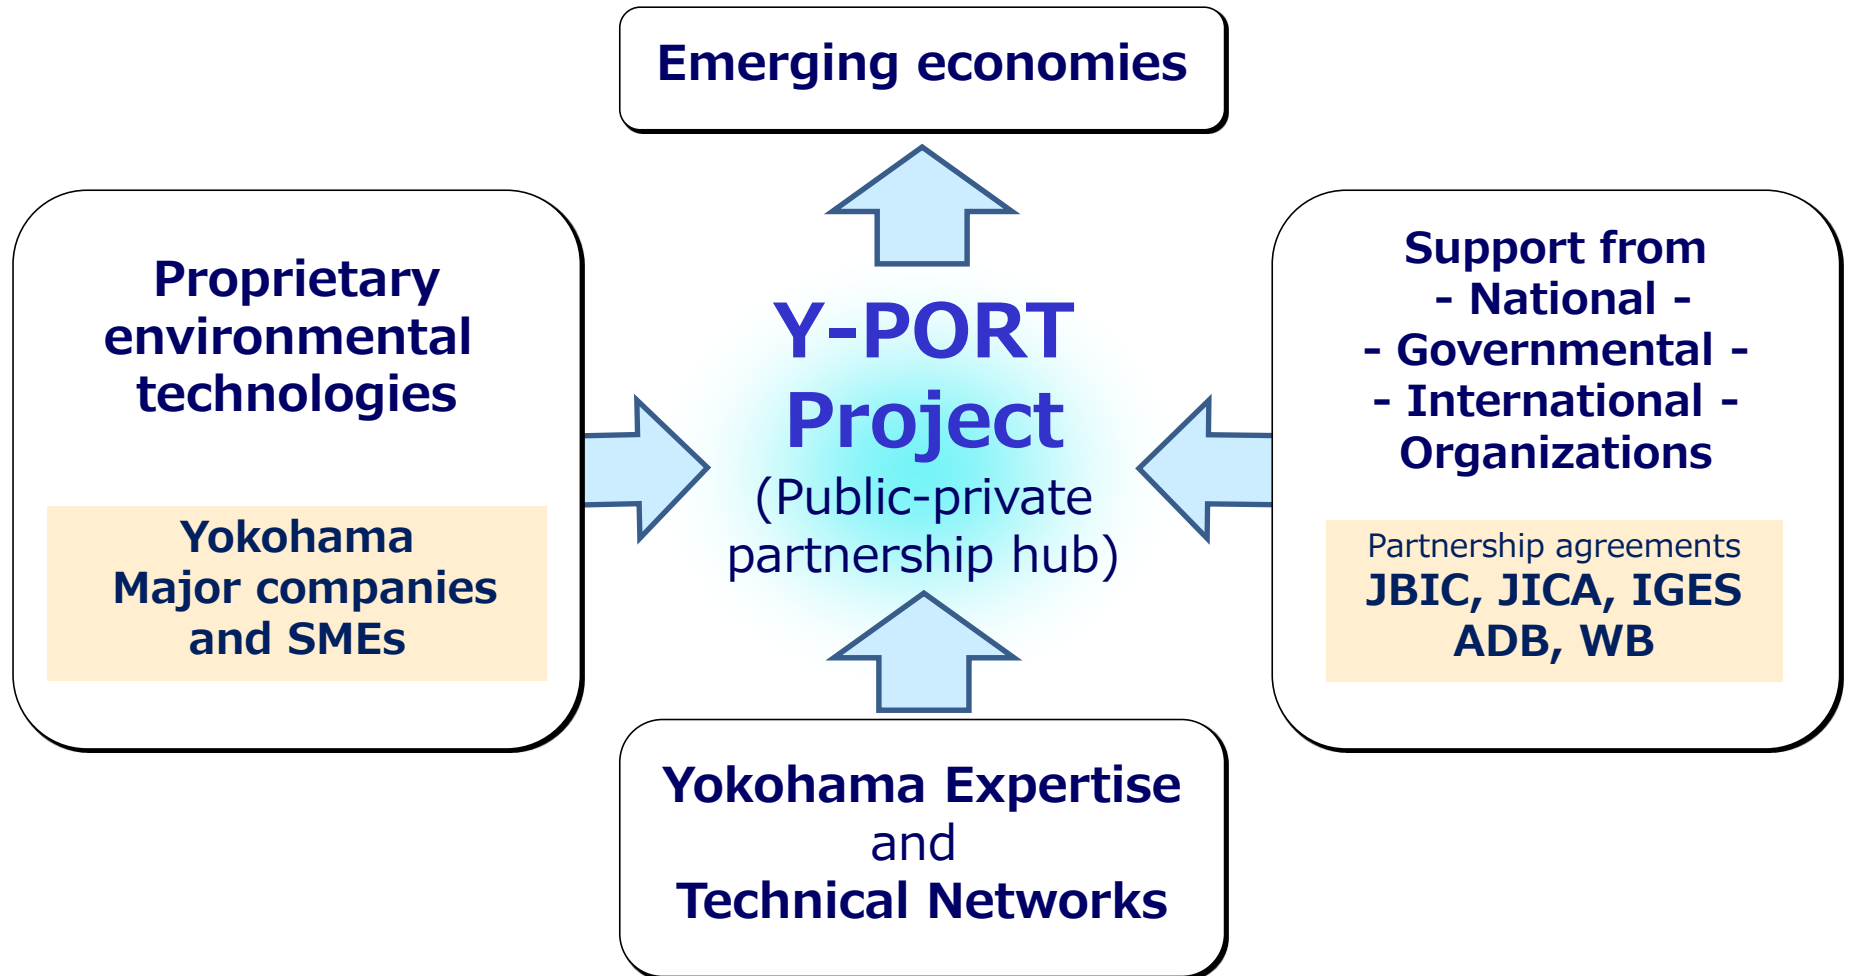 Emerging economies
Proprietary
environmental
technologies
Yokohama
Major companies
and SMEs
Y-PORT
Project
(Public-private
partnership hub)
Support from
- National -
- Governmental -
- International -
Organizations
Partnership agreements
JBIC, JICA, IGES
ADB, WB
Yokohama Expertise
and
Technical Networks